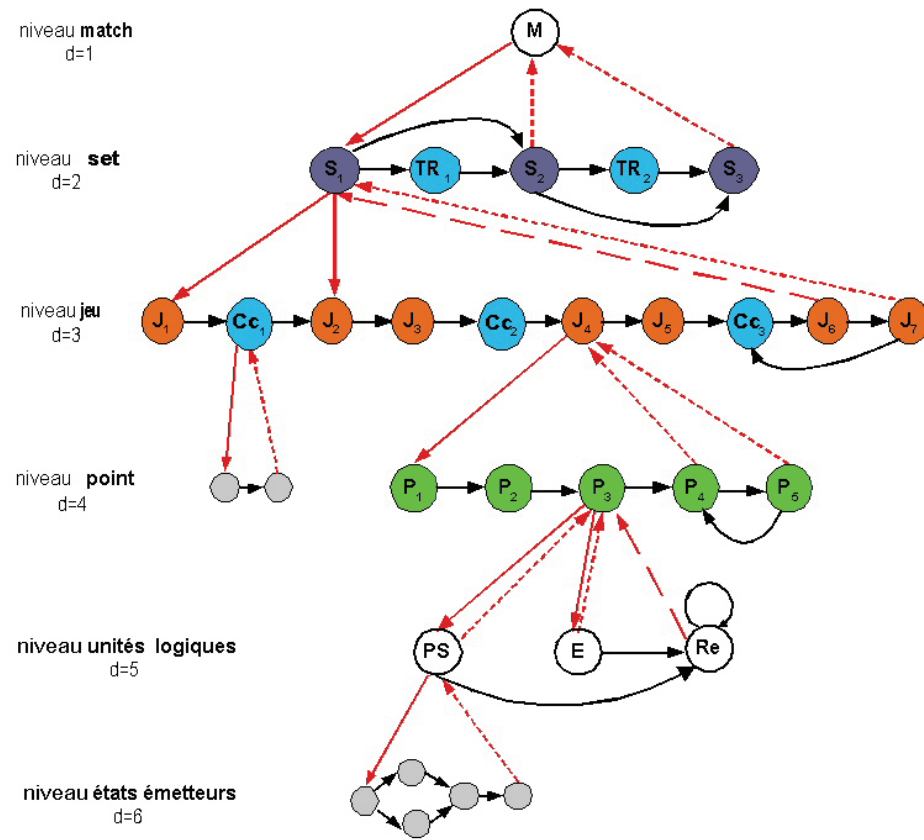 niveau match
d=1
M
niveau set
d=2
S1 TR1 S2 TR2 S3
niveau jeu
d=3
J1 Cc1 J2 J3 Cc2 J4 J5 Cc3 J6 J7
niveau point
d=4
P1 P2 P3 P4 P5
niveau unités logiques
d=5
PS E Re
niveau états émetteurs
d=6